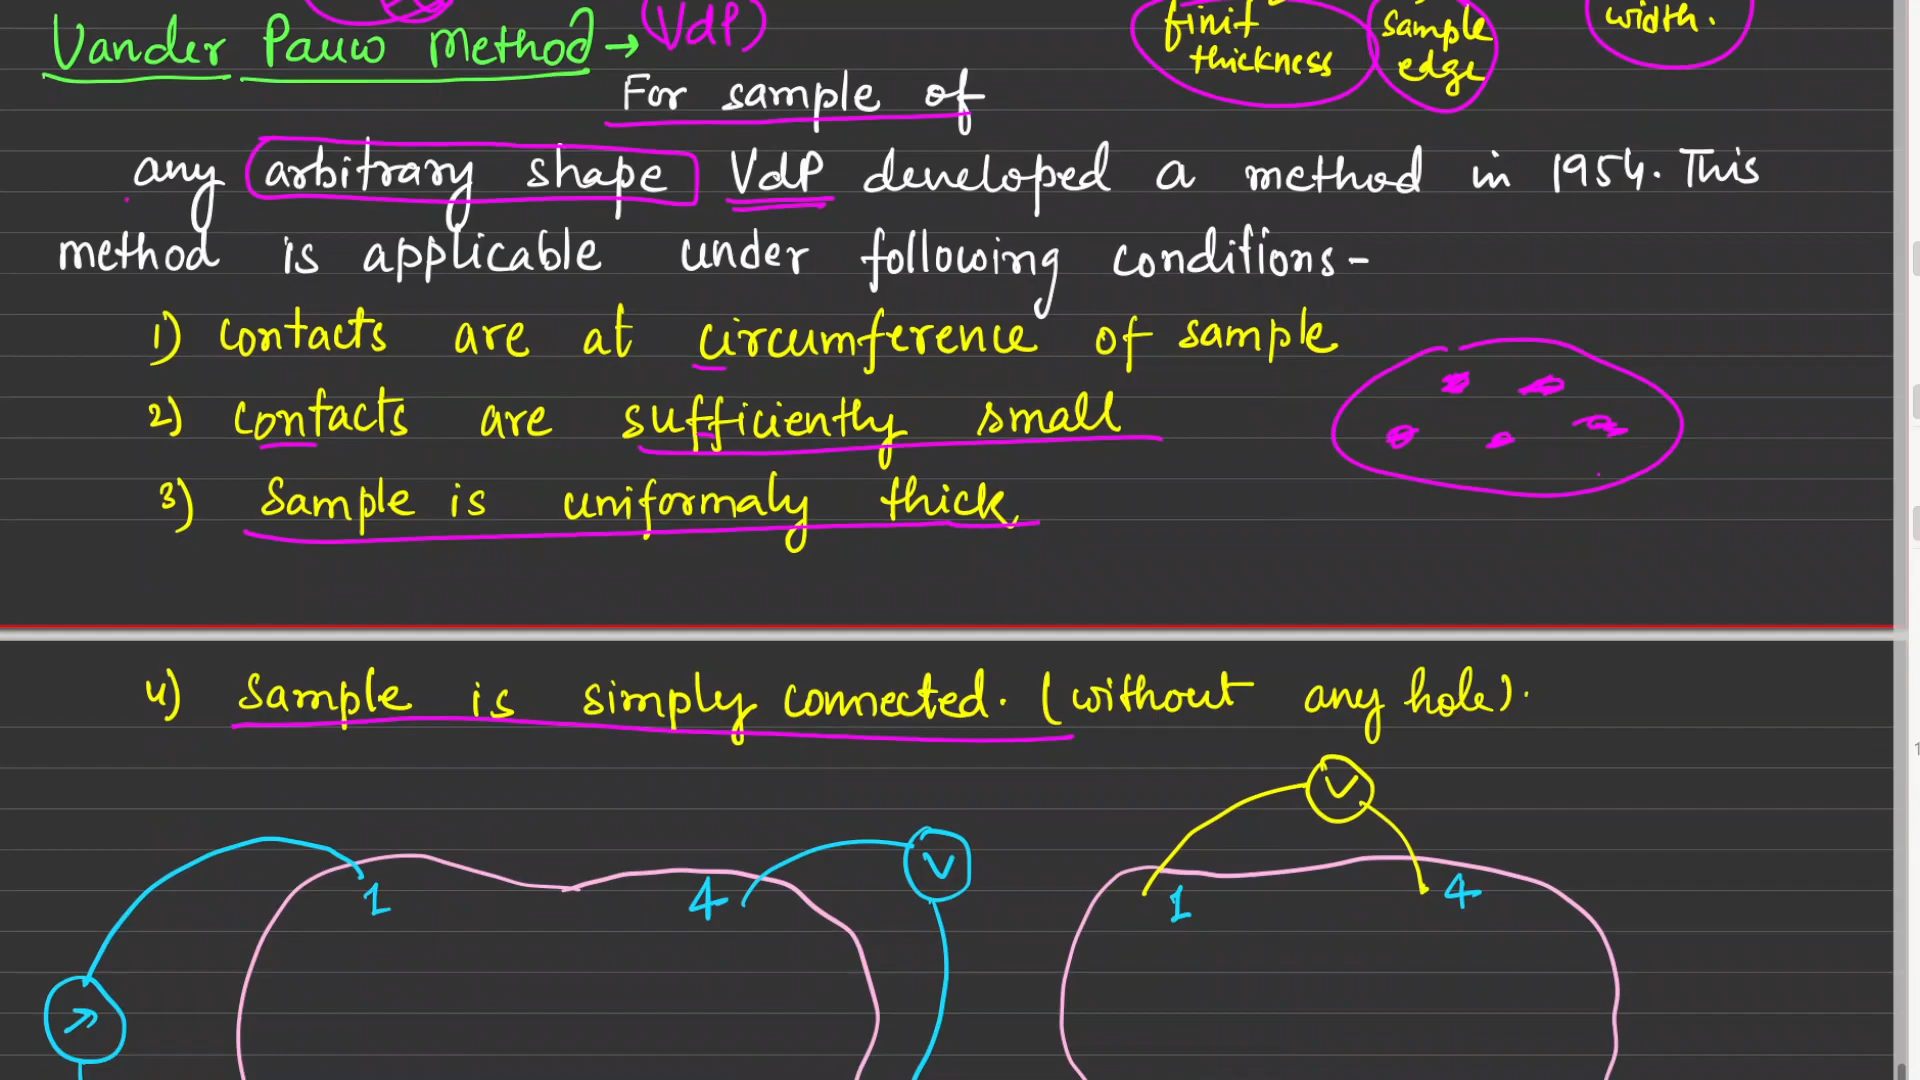 Vander Pauw Method → (VdP)
finit
thickness
sample
edge
width.
For sample of
any arbitrary shape VdP developed a method in 1954. This
method is applicable under following conditions-
1) contacts are at circumference of sample
2) contacts are sufficiently small
3) Sample is uniformaly thick
4) Sample is simply connected. (without any hole).
V
V
1
4
1
4
1